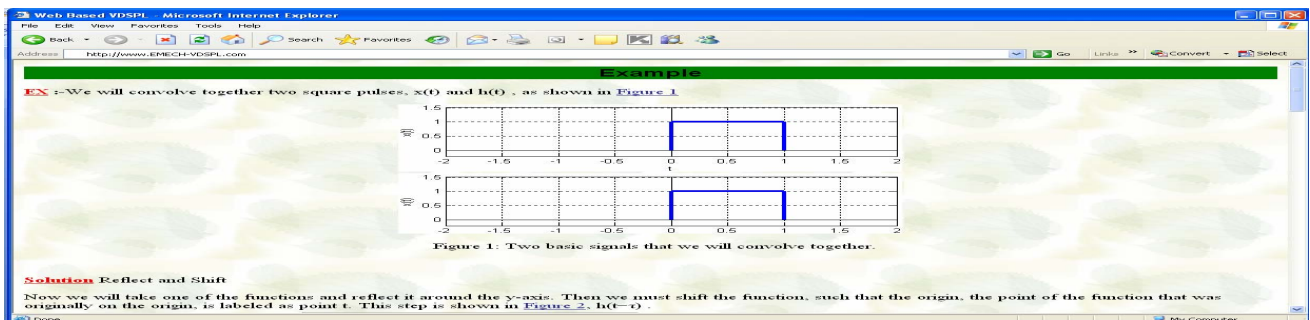 Web Based VDSPL - Microsoft Internet Explorer
File Edit View Favorites Tools Help
Back Search Favorites
Address http://www.EMECH-VDSPL.com Go Links » Convert Select
Example
EX :-We will convolve together two square pulses, x(t) and h(t) , as shown in Figure 1
1.5
1
0.5
0
-2 -1.5 -1 -0.5 0 0.5 1 1.5 2
t
1.5
1
0.5
0
-2 -1.5 -1 -0.5 0 0.5 1 1.5 2
Figure 1: Two basic signals that we will convolve together.
Solution Reflect and Shift
Now we will take one of the functions and reflect it around the y-axis. Then we must shift the function, such that the origin, the point of the function that was
originally on the origin, is labeled as point t. This step is shown in Figure 2, h(t−τ) .
Done My Computer